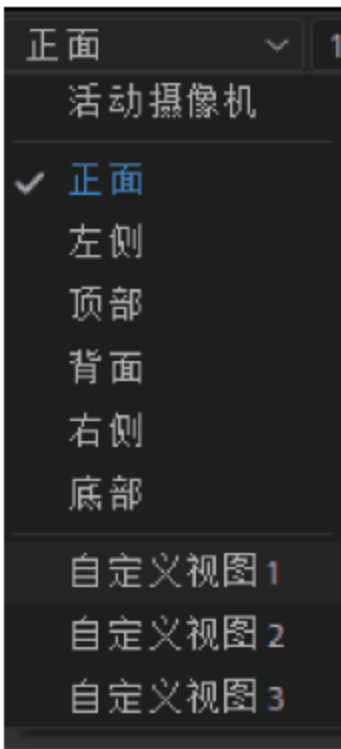 正面 1
活动摄像机
正面
左侧
顶部
背面
右侧
底部
自定义视图 1
自定义视图 2
自定义视图 3